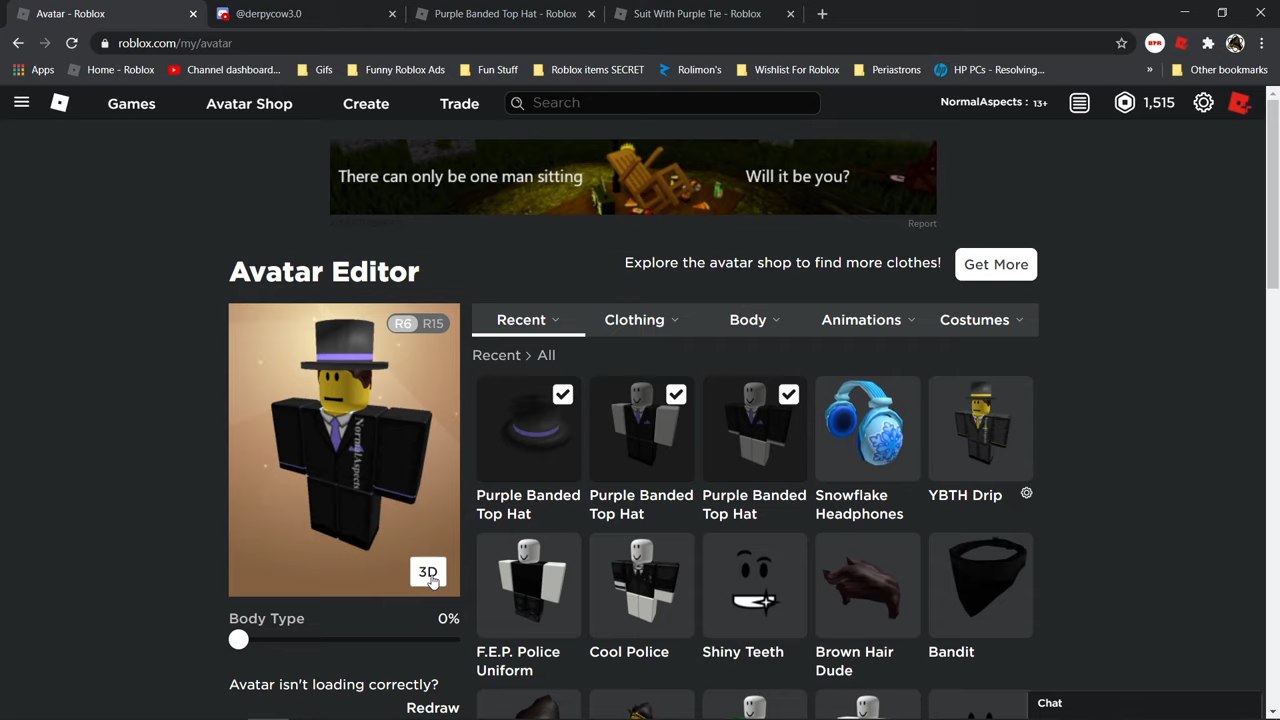 Avatar - Roblox
@derpycow3.0
Purple Banded Top Hat - Roblox
Suit With Purple Tie - Roblox
roblox.com/my/avatar
Apps
Home - Roblox
Channel dashboard...
Gifs
Funny Roblox Ads
Fun Stuff
Roblox items SECRET
Rolimon's
Wishlist For Roblox
Periastrons
HP PCs - Resolving...
»
Other bookmarks
Games
Avatar Shop
Create
Trade
Search
NormalAspects : 13+
1,515
There can only be one man sitting
Will it be you?
Report
Avatar Editor
Explore the avatar shop to find more clothes!
Get More
R6
R15
NormalAspects
3D
Body Type
0%
Avatar isn't loading correctly?
Redraw
Recent
Clothing
Body
Animations
Costumes
Recent > All
Purple Banded
Top Hat
Purple Banded
Top Hat
Purple Banded
Top Hat
Snowflake
Headphones
YBTH Drip
F.E.P. Police
Uniform
Cool Police
Shiny Teeth
Brown Hair
Dude
Bandit
Chat